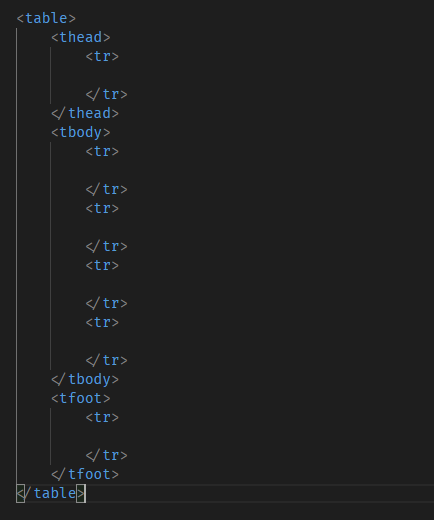 <table>
<thead>
<tr>
</tr>
</thead>
<tbody>
<tr>
</tr>
<tr>
</tr>
<tr>
</tr>
<tr>
</tr>
</tbody>
<tfoot>
<tr>
</tr>
</tfoot>
</table>